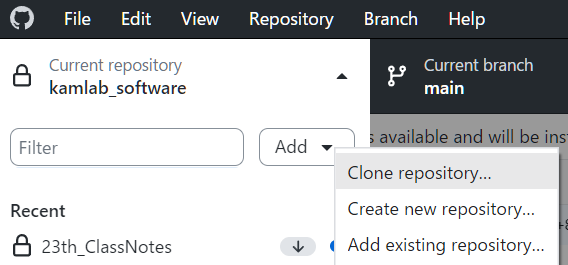 File Edit View Repository Branch Help
Current repository
kamlab_software
Current branch
main
Filter
Add
s available and will be inst
Clone repository...
Create new repository...
Add existing repository...
Recent
23th_ClassNotes